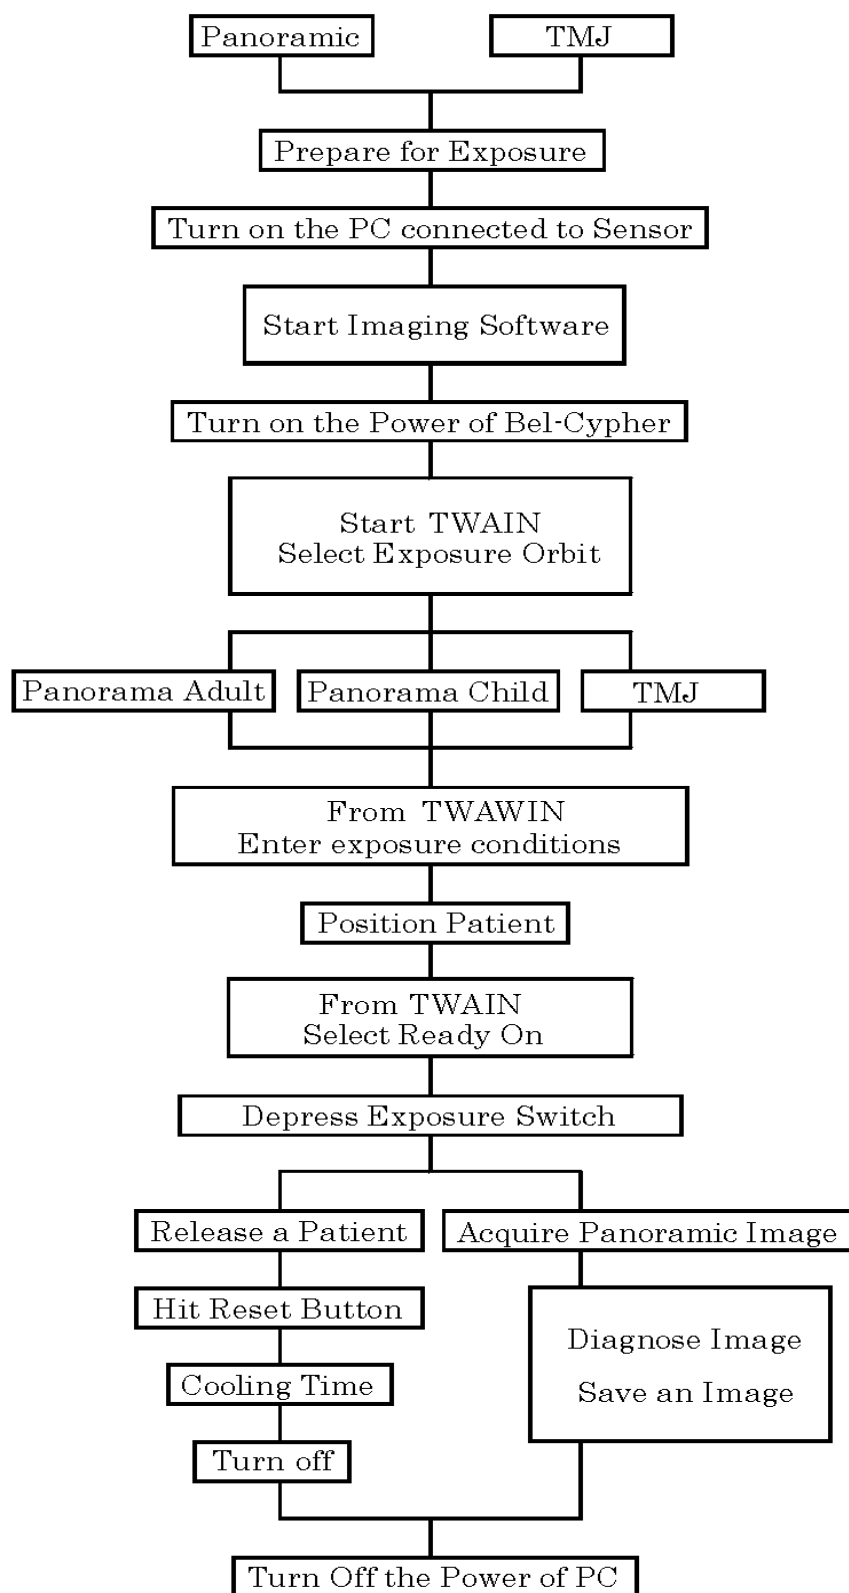 Panoramic
TMJ
Prepare for Exposure
Turn on the PC connected to Sensor
Start Imaging Software
Turn on the Power of Bel-Cypher
Start TWAIN
Select Exposure Orbit
Panorama Adult
Panorama Child
TMJ
From TWAWIN
Enter exposure conditions
Position Patient
From TWAIN
Select Ready On
Depress Exposure Switch
Release a Patient
Acquire Panoramic Image
Hit Reset Button
Diagnose Image
Cooling Time
Save an Image
Turn off
Turn Off the Power of PC